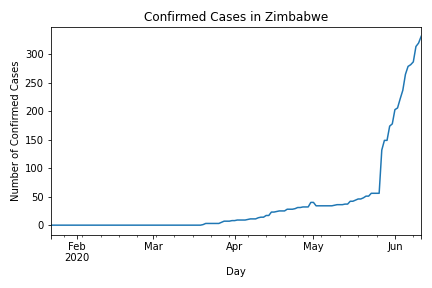 Confirmed Cases in Zimbabwe
Number of Confirmed Cases
300
250
200
150
100
50
0
Feb
2020
Mar
Apr
May
Jun
Day